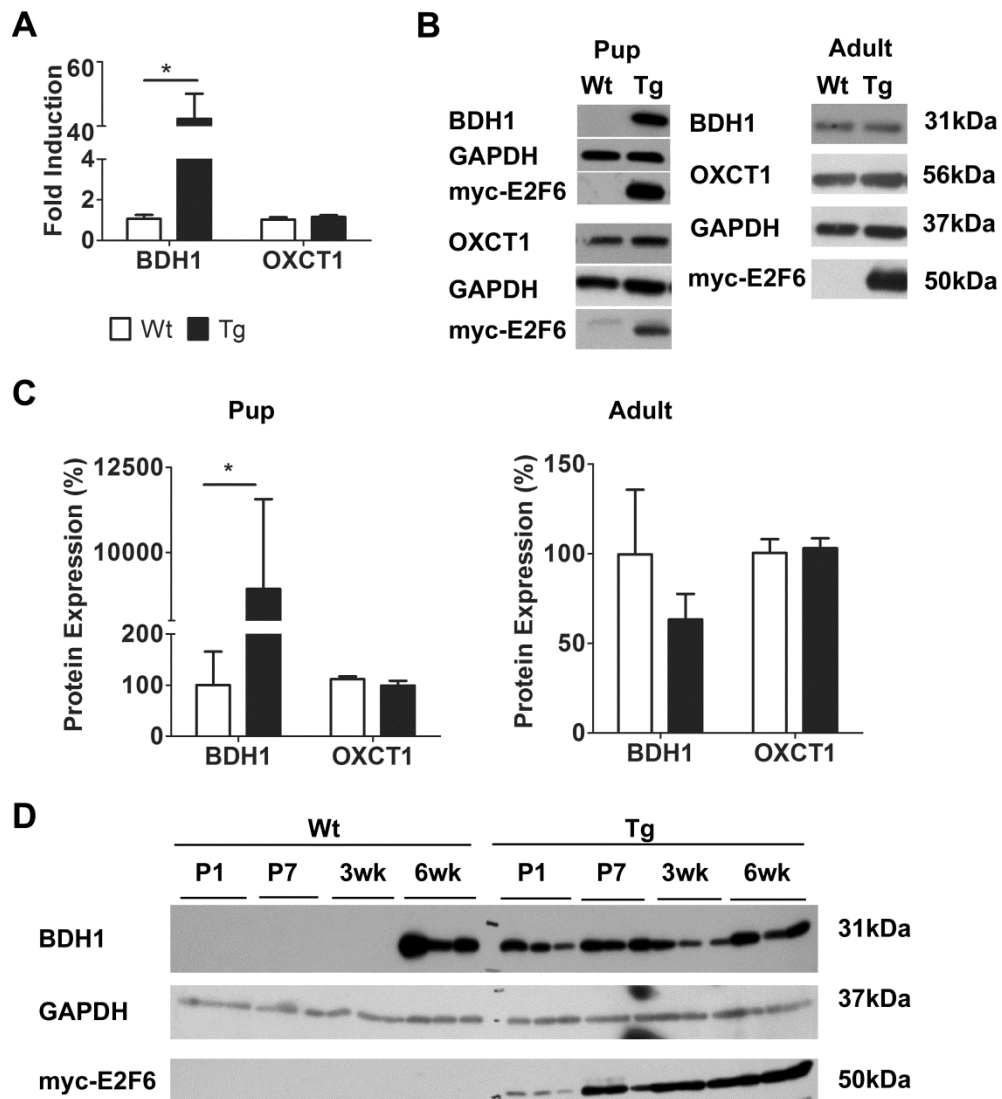 A
Fold Induction
60
40
4
2
0
*
BDH1
OXCT1
Wt
Tg
B
Pup
Adult
Wt Tg
Wt Tg
BDH1
GAPDH
myc-E2F6
OXCT1
GAPDH
myc-E2F6
BDH1
31kDa
OXCT1
56kDa
GAPDH
37kDa
myc-E2F6
50kDa
C
Pup
Protein Expression (%)
12500
10000
200
100
0
*
BDH1
OXCT1
Adult
Protein Expression (%)
150
100
50
0
BDH1
OXCT1
D
Wt
Tg
P1 P7 3wk 6wk P1 P7 3wk 6wk
BDH1
31kDa
GAPDH
37kDa
myc-E2F6
50kDa